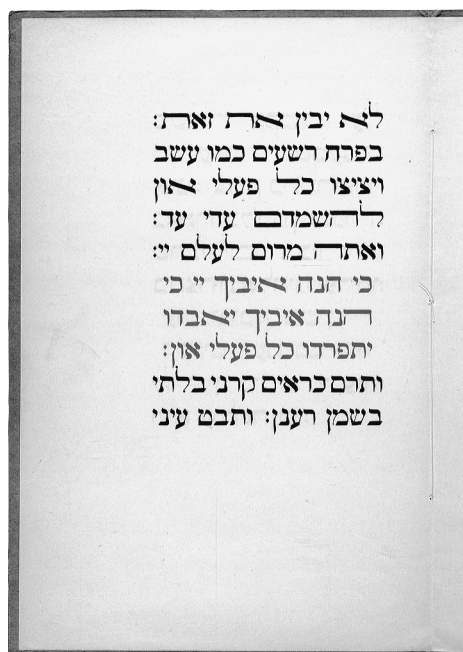 לא יבין את זאת:
בפרח רשעים כמו עשב
ויציצו כל פעלי און
להשמדם עדי עד:
ואתה מרום לעלם יי:
כי הנה איביך יי כי
הנה איביך יאבדו
יתפרדו כל פעלי און:
ותרם כראים קרני בלתי
בשמן רענן: ותבט עיני